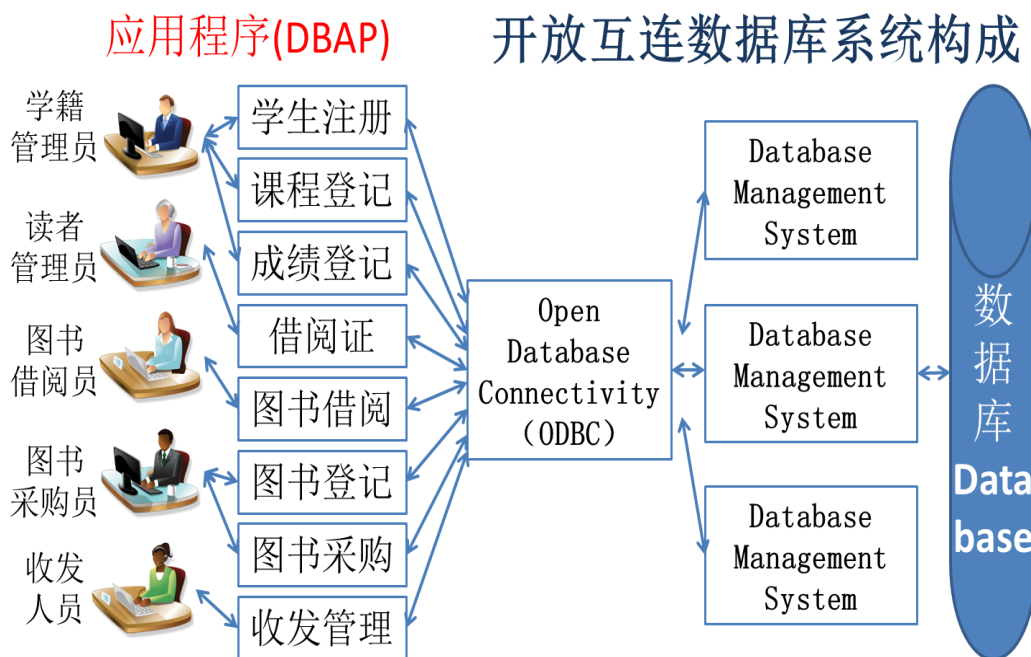 应用程序(DBAP)
开放互连数据库系统构成
学籍
管理员
读者
管理员
图书
借阅员
图书
采购员
收发
人员
学生注册
课程登记
成绩登记
借阅证
图书借阅
图书登记
图书采购
收发管理
Open
Database
Connectivity
(ODBC)
Database
Management
System
Database
Management
System
Database
Management
System
数
据
库
Data
base